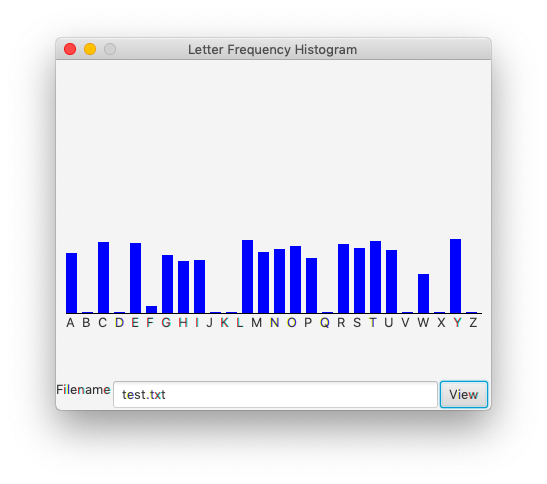 Letter Frequency Histogram
A B C D E F G H I J K L M N O P Q R S T U V W X Y Z
Filename test.txt View